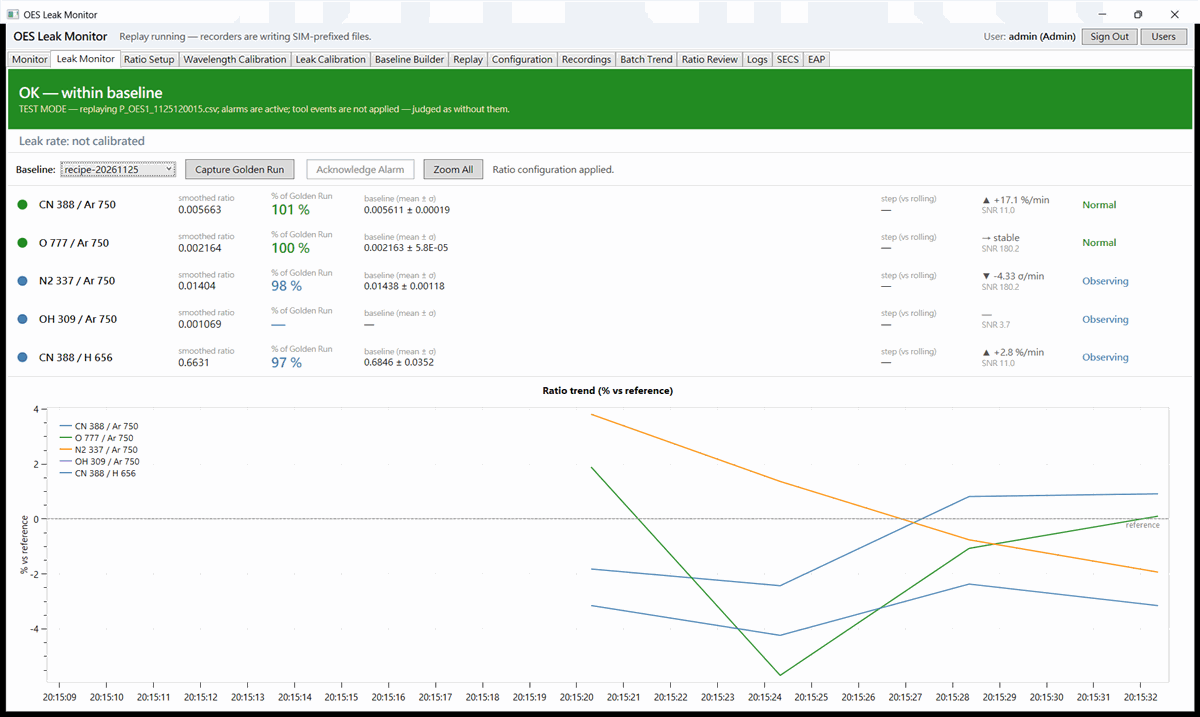 OES Leak Monitor
OES Leak Monitor Replay running — recorders are writing SIM-prefixed files. User: admin (Admin) Sign Out Users
Monitor Leak Monitor Ratio Setup Wavelength Calibration Leak Calibration Baseline Builder Replay Configuration Recordings Batch Trend Ratio Review Logs SECS EAP
OK — within baseline
TEST MODE — replaying P_OES1_1125120015.csv; alarms are active; tool events are not applied — judged as without them.
Leak rate: not calibrated
Baseline: recipe-20261125 Capture Golden Run Acknowledge Alarm Zoom All Ratio configuration applied.
smoothed ratio % of Golden Run baseline (mean ± σ) step (vs rolling) ▲ +17.1 %/min
CN 388 / Ar 750 0.005663 101 % 0.005611 ± 0.00019 — SNR 11.0 Normal
smoothed ratio % of Golden Run baseline (mean ± σ) step (vs rolling) → stable
O 777 / Ar 750 0.002164 100 % 0.002163 ± 5.8E-05 — SNR 180.2 Normal
smoothed ratio % of Golden Run baseline (mean ± σ) step (vs rolling) ▼ -4.33 σ/min
N2 337 / Ar 750 0.01404 98 % 0.01438 ± 0.00118 — SNR 180.2 Observing
smoothed ratio % of Golden Run baseline (mean ± σ) step (vs rolling) —
OH 309 / Ar 750 0.001069 — — — SNR 3.7 Observing
smoothed ratio % of Golden Run baseline (mean ± σ) step (vs rolling) ▲ +2.8 %/min
CN 388 / H 656 0.6631 97 % 0.6846 ± 0.0352 — SNR 11.0 Observing
Ratio trend (% vs reference)
CN 388 / Ar 750
O 777 / Ar 750
N2 337 / Ar 750
OH 309 / Ar 750
CN 388 / H 656
% vs reference
4
2
0
-2
-4
reference
20:15:09 20:15:10 20:15:11 20:15:12 20:15:13 20:15:14 20:15:15 20:15:16 20:15:17 20:15:18 20:15:19 20:15:20 20:15:21 20:15:22 20:15:23 20:15:24 20:15:25 20:15:26 20:15:27 20:15:28 20:15:29 20:15:30 20:15:31 20:15:32